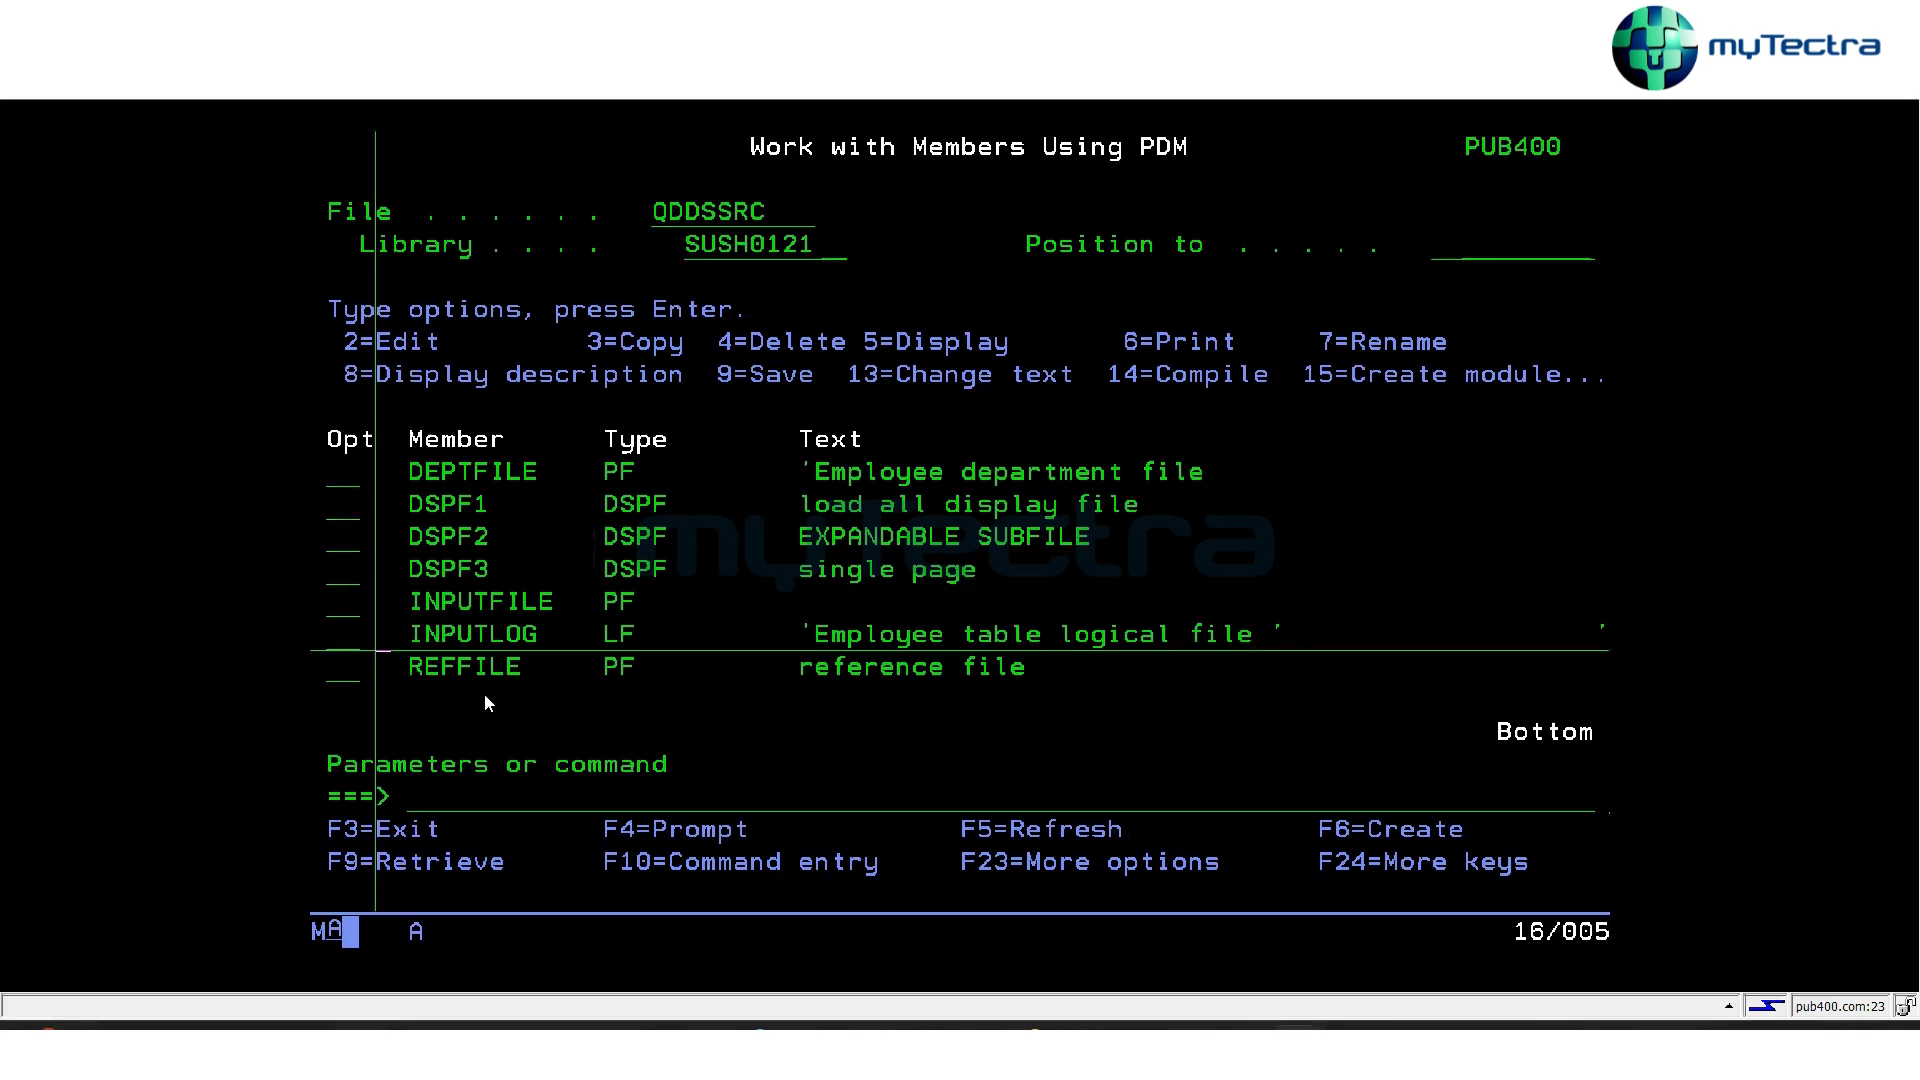 myTectra
Work with Members Using PDM PUB400
File . . . . . . QDDSSRC
Library . . . . SUSH0121 Position to . . . . .
Type options, press Enter.
2=Edit 3=Copy 4=Delete 5=Display 6=Print 7=Rename
8=Display description 9=Save 13=Change text 14=Compile 15=Create module...
Opt Member Type Text
DEPTFILE PF 'Employee department file
DSPF1 DSPF load all display file
DSPF2 DSPF EXPANDABLE SUBFILE
DSPF3 DSPF single page
INPUTFILE PF
INPUTLOG LF 'Employee table logical file ' '
REFFILE PF reference file
myTectra
Bottom
Parameters or command
===>
F3=Exit F4=Prompt F5=Refresh F6=Create
F9=Retrieve F10=Command entry F23=More options F24=More keys
MA A 16/005
pub400.com:23